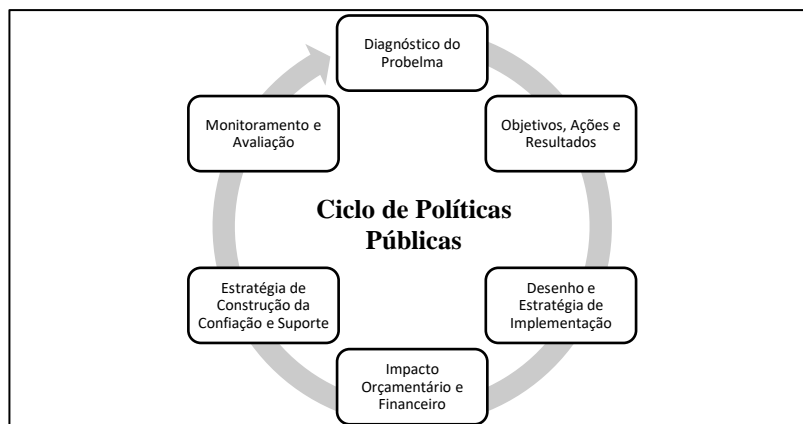 Diagnóstico do
Probelma
Objetivos, Ações e
Resultados
Desenho e
Estratégia de
Implementação
Impacto
Orçamentário e
Financeiro
Estratégia de
Construção da
Confiação e Suporte
Monitoramento e
Avaliação
Ciclo de Políticas
Públicas